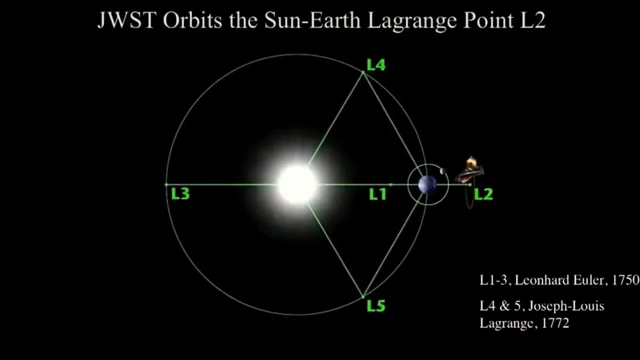 JWST Orbits the Sun-Earth Lagrange Point L2
L4
L3
L1
L2
L5
L1-3, Leonhard Euler, 1750
L4 & 5, Joseph-Louis
Lagrange, 1772